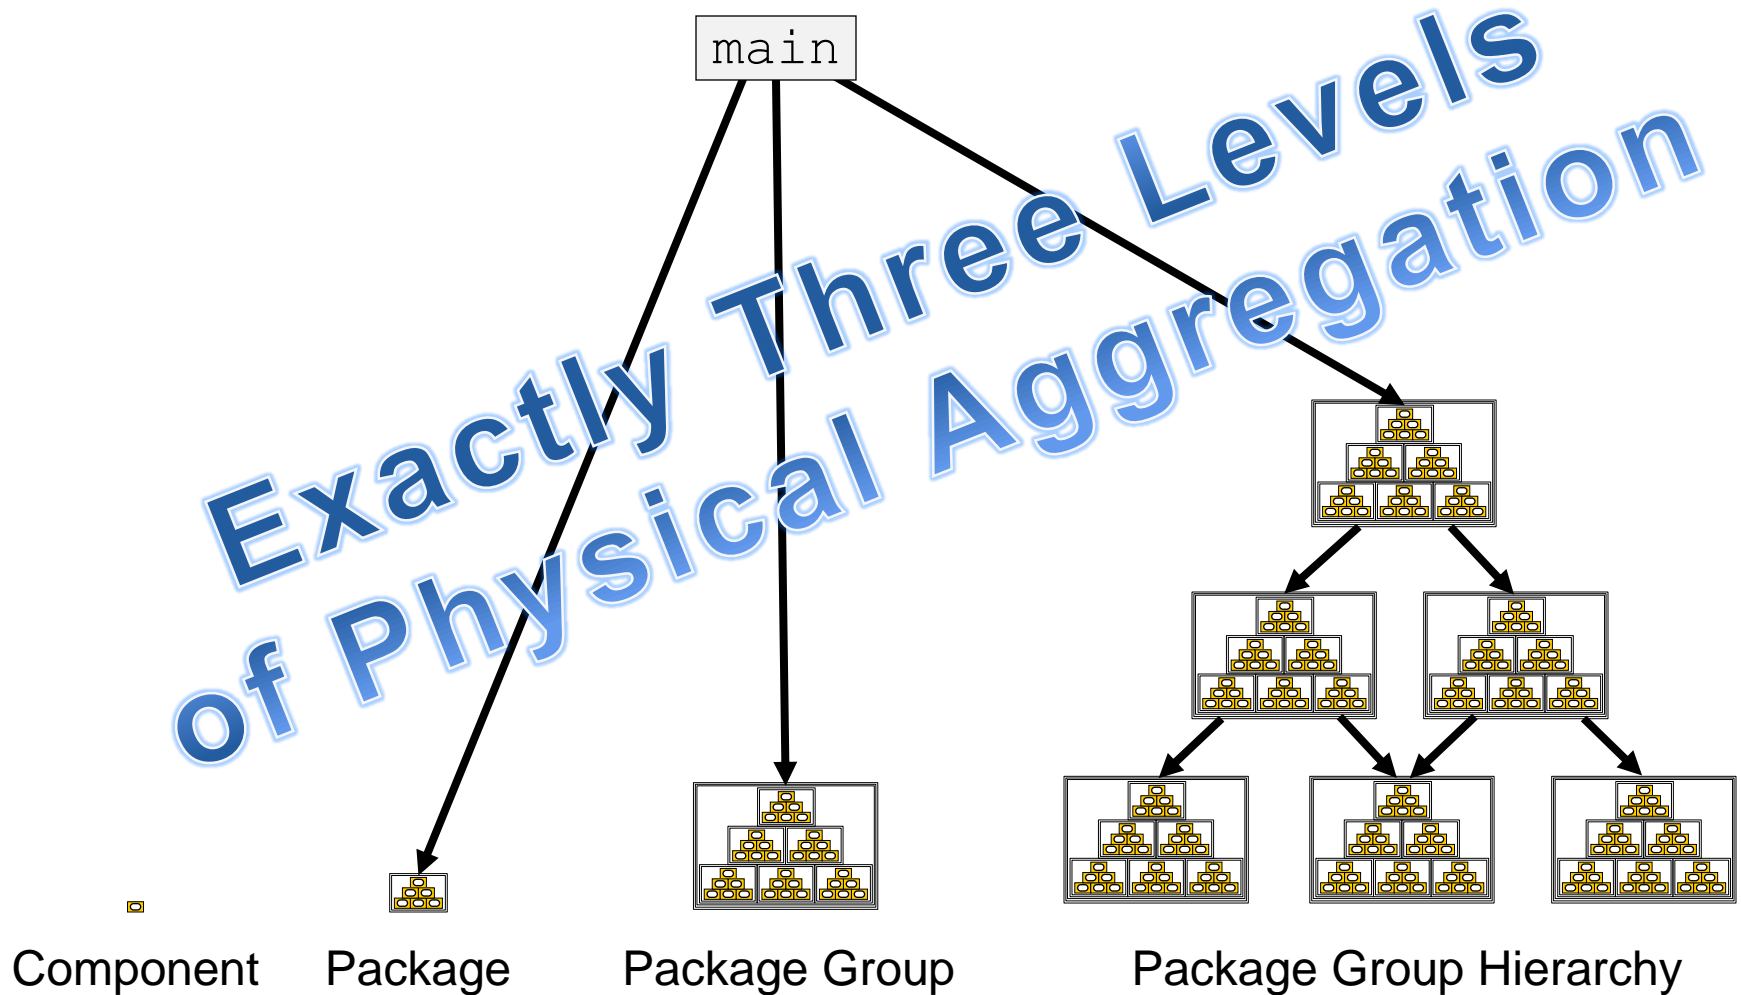 main
Exactly Three Levels
of Physical Aggregation
Component
Package
Package Group
Package Group Hierarchy